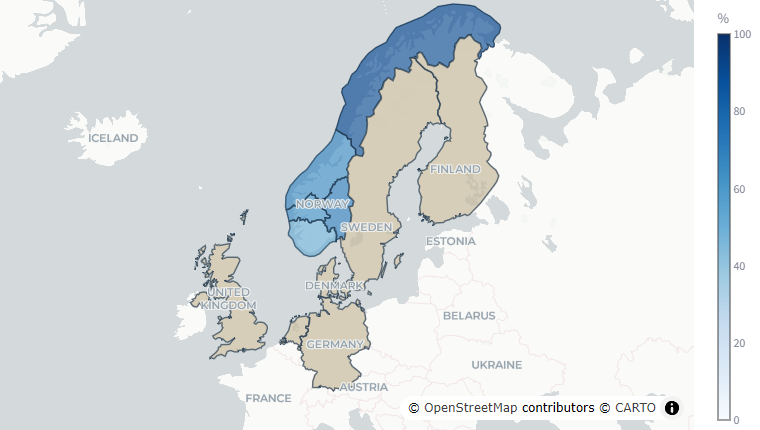 %
100
80
60
40
20
0
ICELAND
FINLAND
NORWAY
SWEDEN
ESTONIA
DENMARK
UNITED
KINGDOM
BELARUS
GERMANY
UKRAINE
AUSTRIA
FRANCE
© OpenStreetMap contributors © CARTO